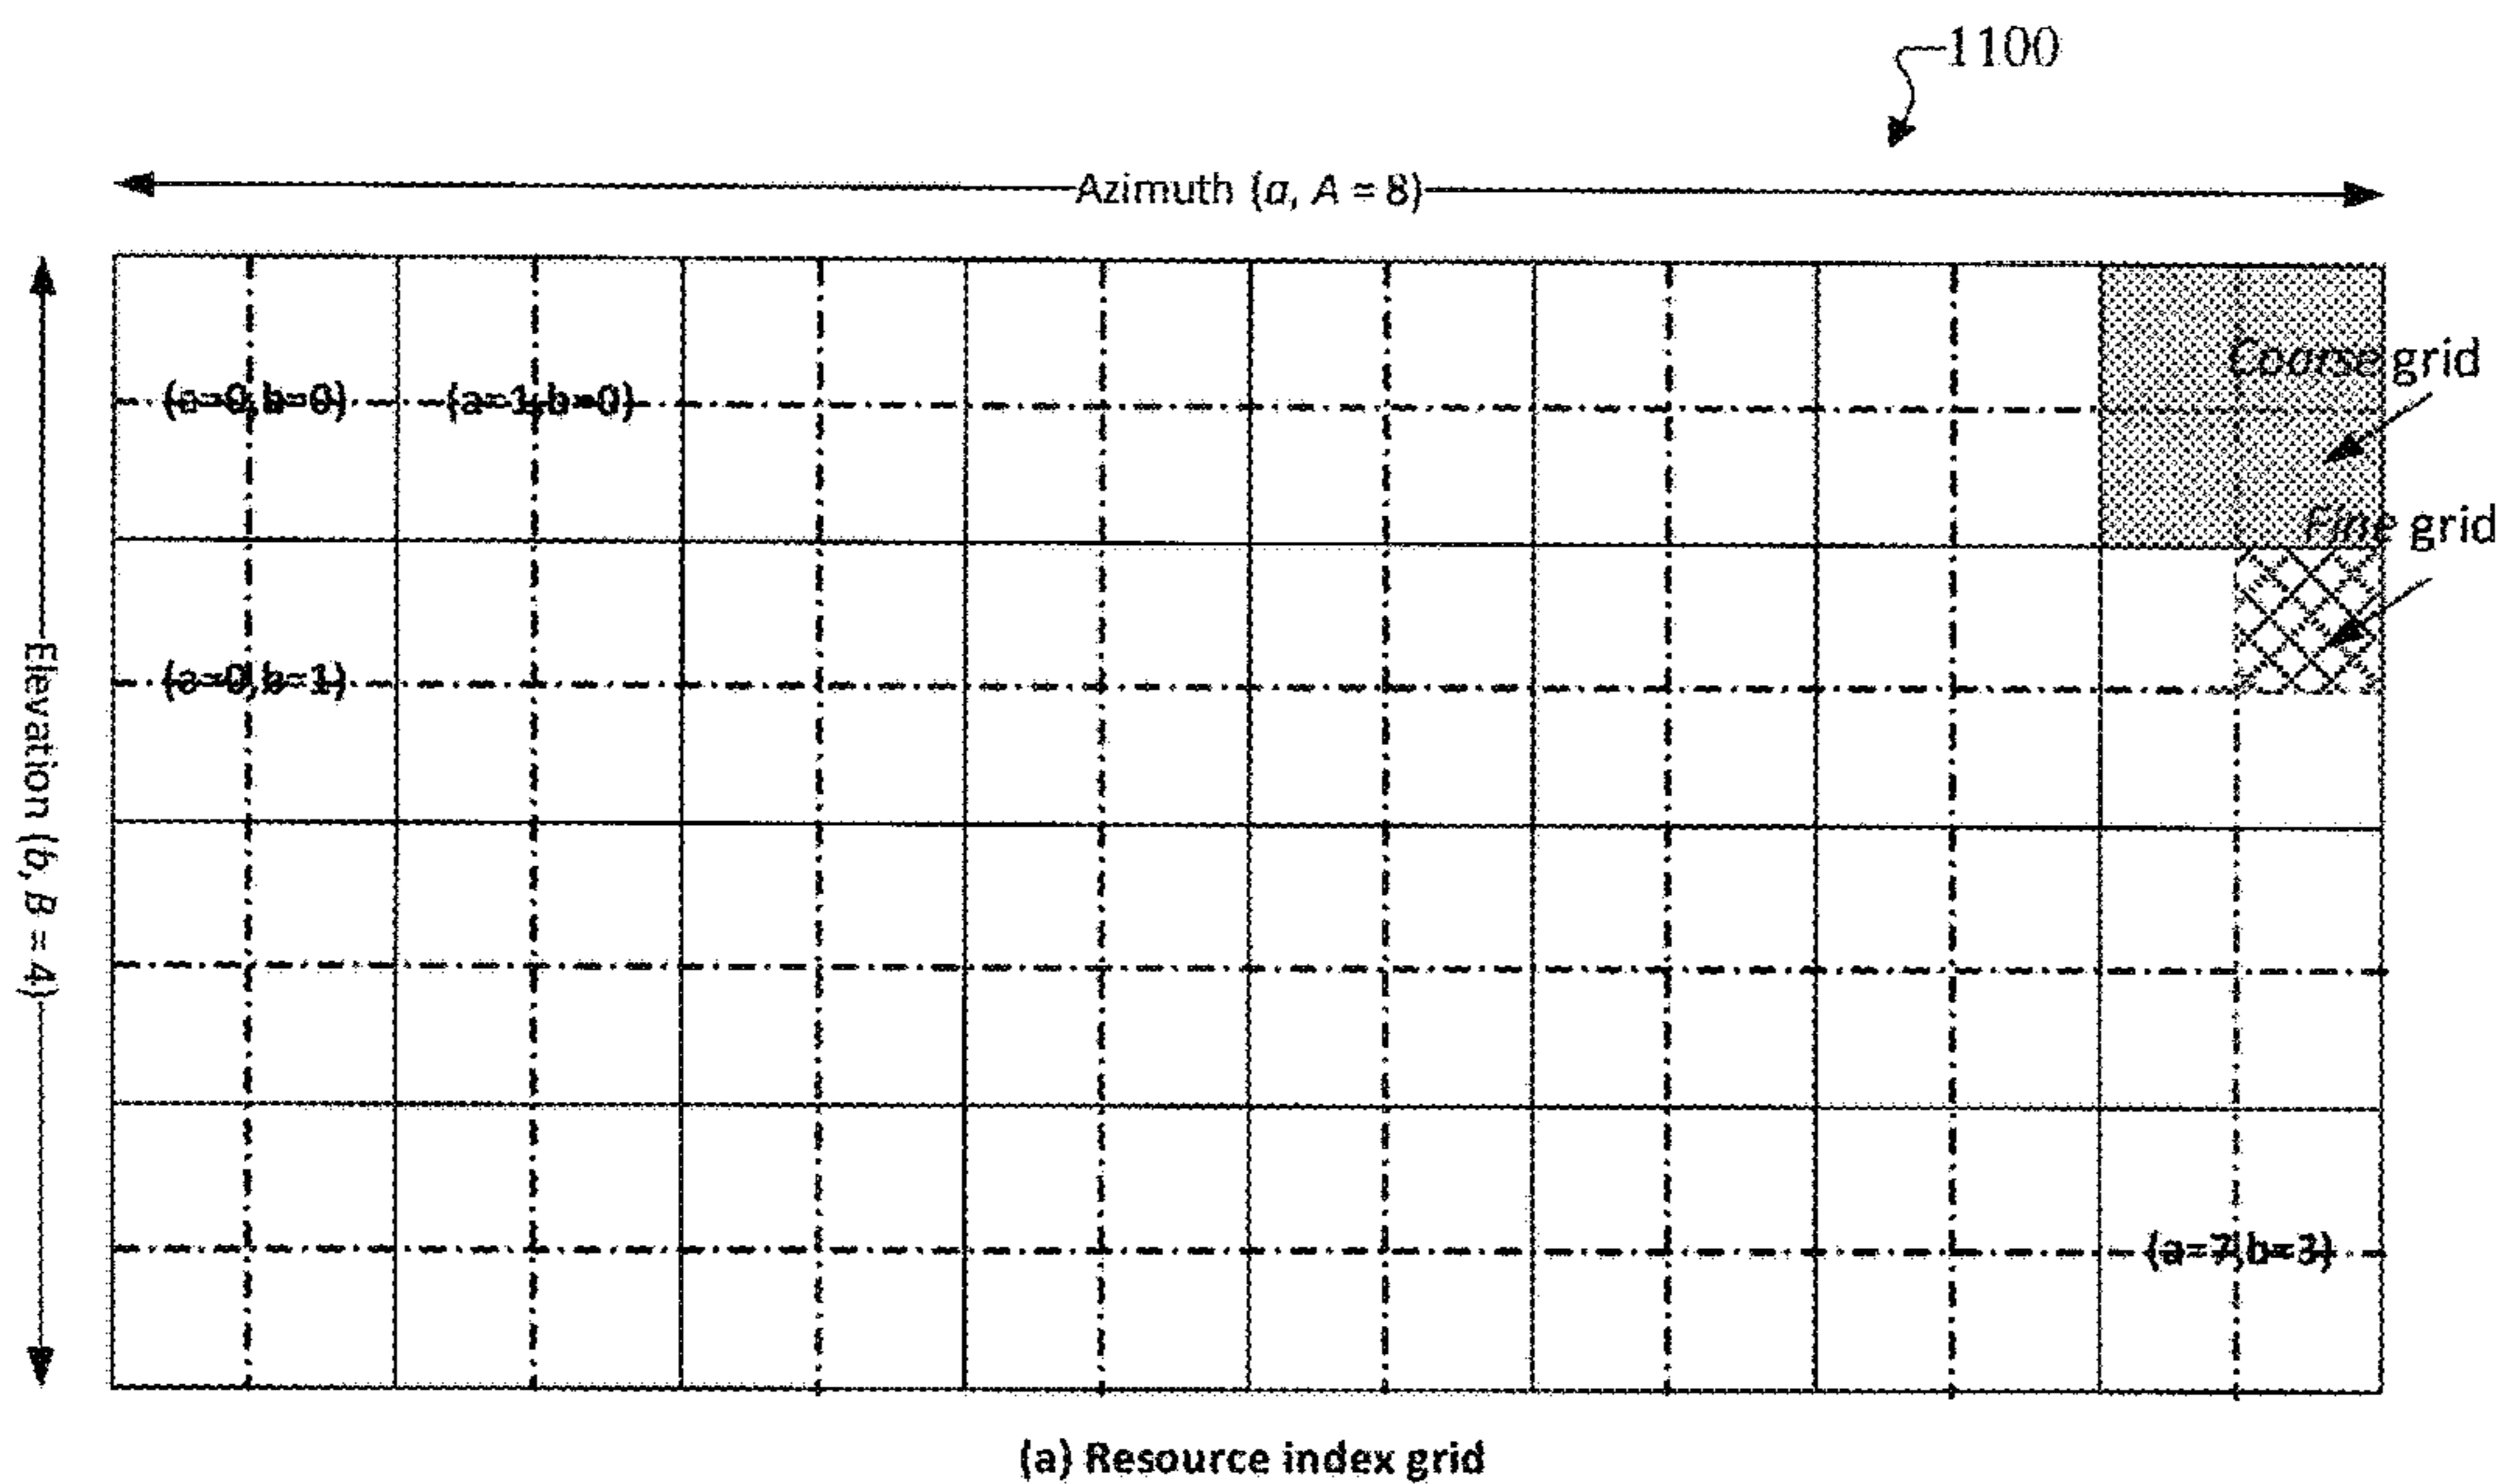 1100
Azimuth (a, A = 8)
Coarse grid
(a=0,b=0) (a=1,b=0)
Fine grid
(a=0,b=1)
Elevation (b, B = 4)
(a=7,b=3)
(a) Resource index grid